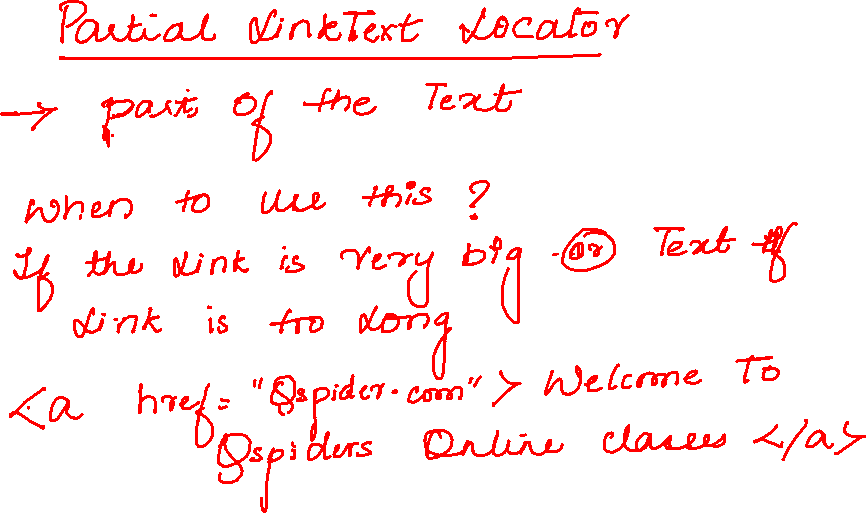 Partial LinkText Locator
→ part of the Text
When to use this ?
If the Link is very big (or) Text of
Link is too Long
<a href="Qspider.com"> Welcome To
Qspiders Online classes </a>